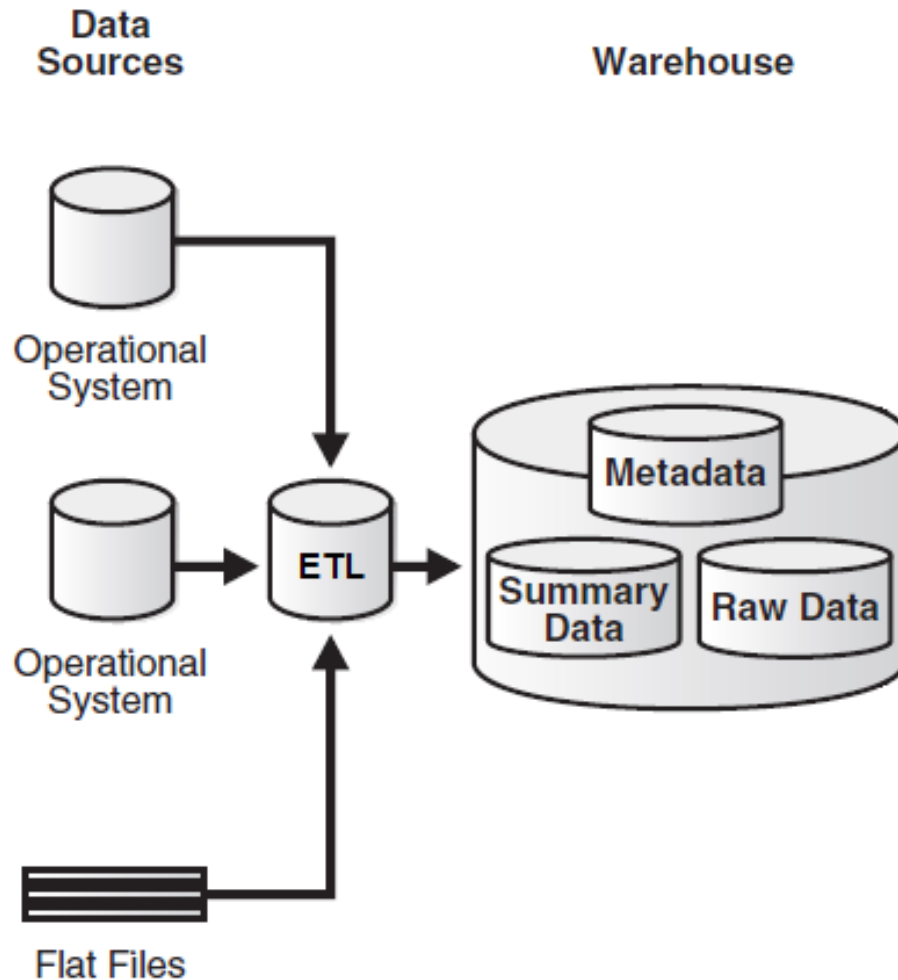 Data
Sources
Warehouse
Operational
System
Metadata
ETL
Summary
Data
Raw Data
Operational
System
Flat Files